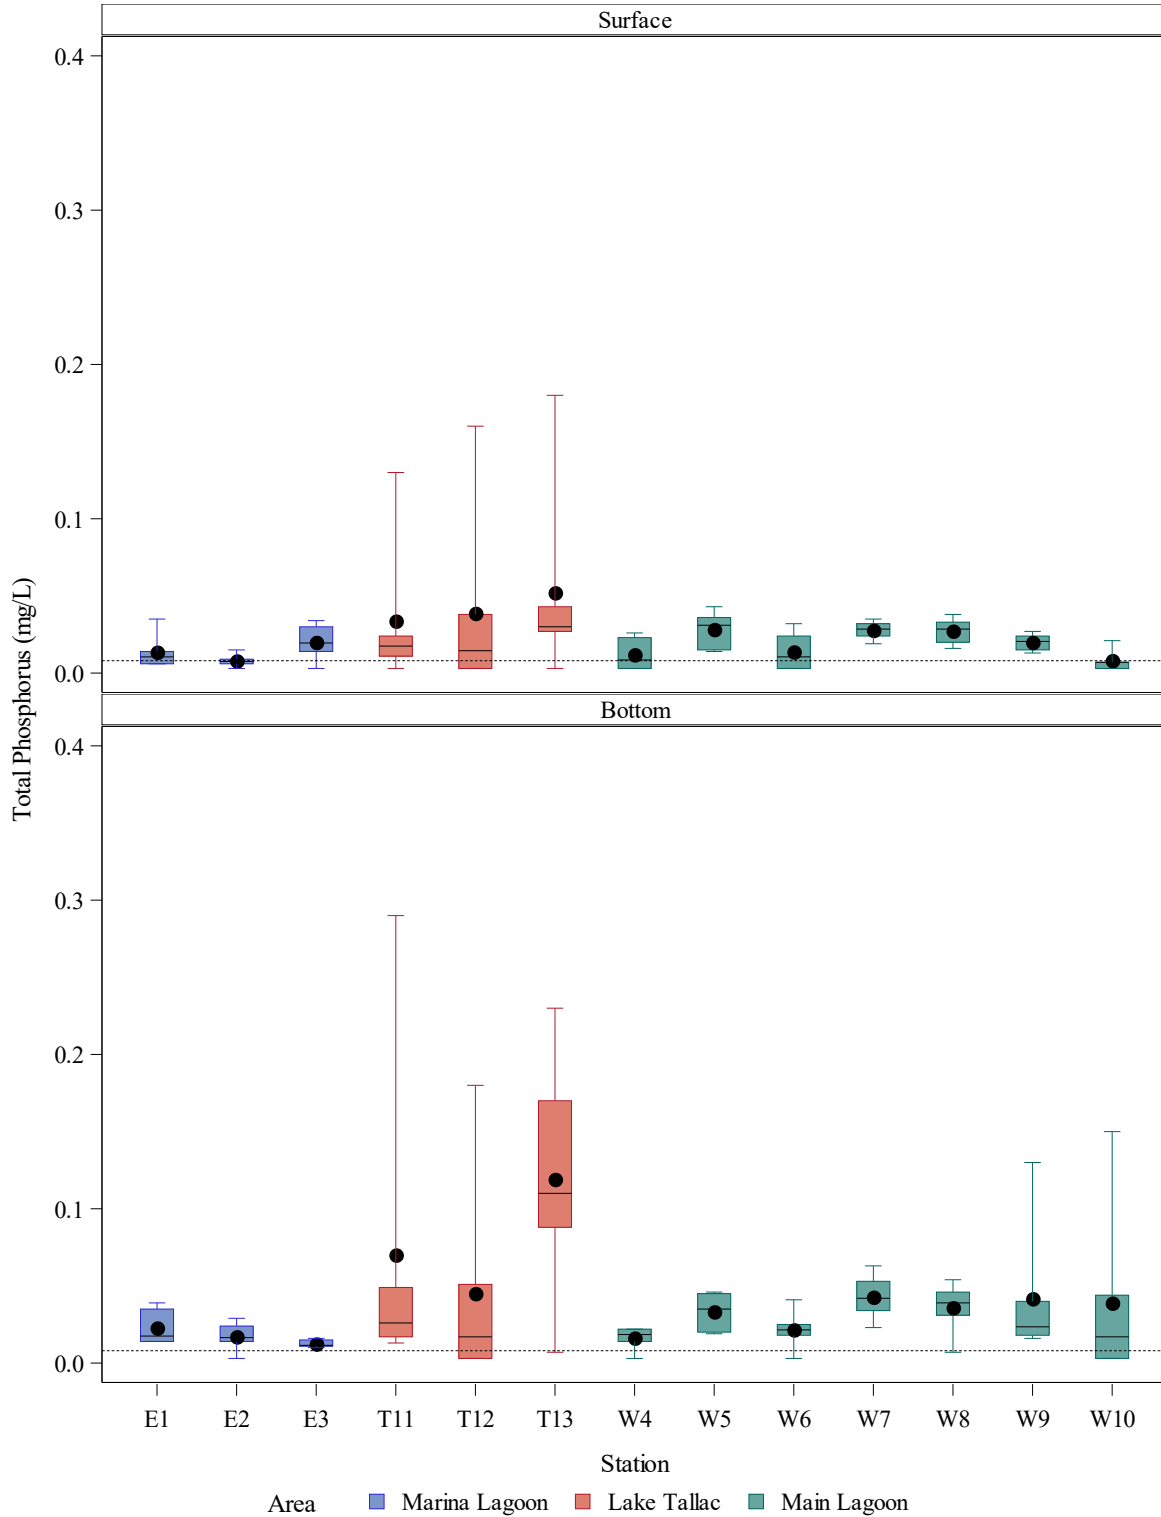 Surface
0.4
0.3
0.2
0.1
0.0
Total Phosphorus (mg/L)
Bottom
0.4
0.3
0.2
0.1
0.0
E1 E2 E3 T11 T12 T13 W4 W5 W6 W7 W8 W9 W10
Station
Area Marina Lagoon Lake Tallac Main Lagoon